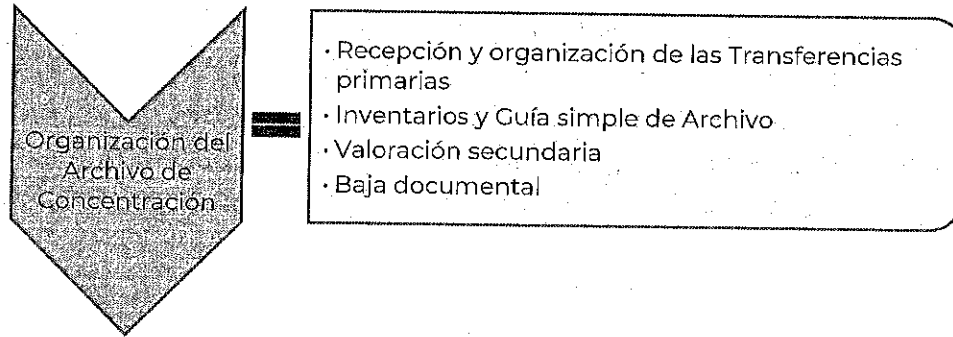 Organización del
Archivo de
Concentración
· Recepción y organización de las Transferencias
primarias
· Inventarios y Guía simple de Archivo
· Valoración secundaria
· Baja documental